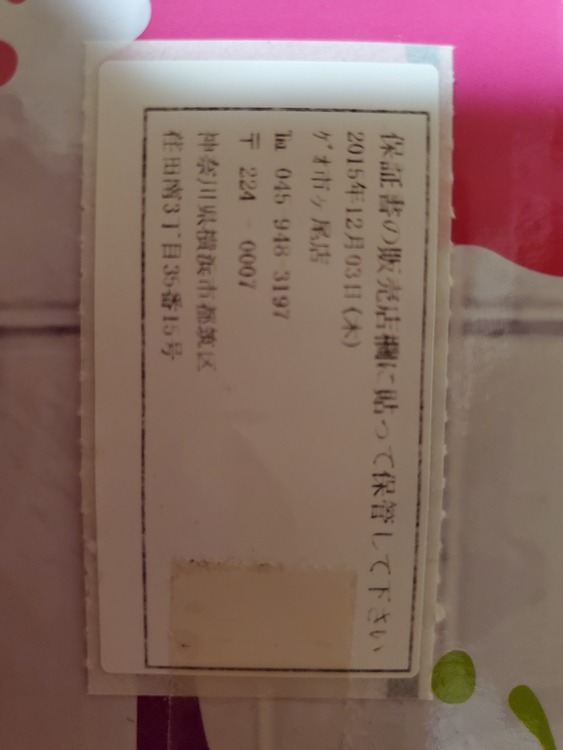 保証書の販売店欄に貼って保管して下さい
2015年12月03日(木)
ゲオ市ヶ尾店
℡ 045-948-3197
〒 224 - 0007
神奈川県横浜市都筑区
荏田南3丁目35番15号